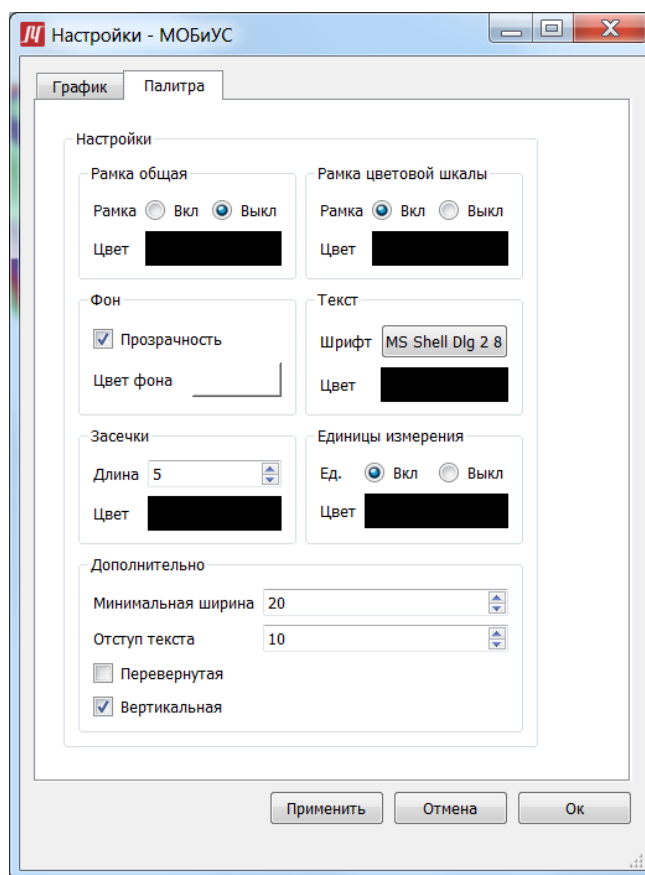 Настройки - МОБиУС
График Палитра
Настройки
Рамка общая
Рамка Вкл Выкл
Цвет
Рамка цветовой шкалы
Рамка Вкл Выкл
Цвет
Фон
Прозрачность
Цвет фона
Текст
Шрифт MS Shell Dlg 2 8
Цвет
Засечки
Длина 5
Цвет
Единицы измерения
Ед. Вкл Выкл
Цвет
Дополнительно
Минимальная ширина 20
Отступ текста 10
Перевернутая
Вертикальная
Применить Отмена Ок